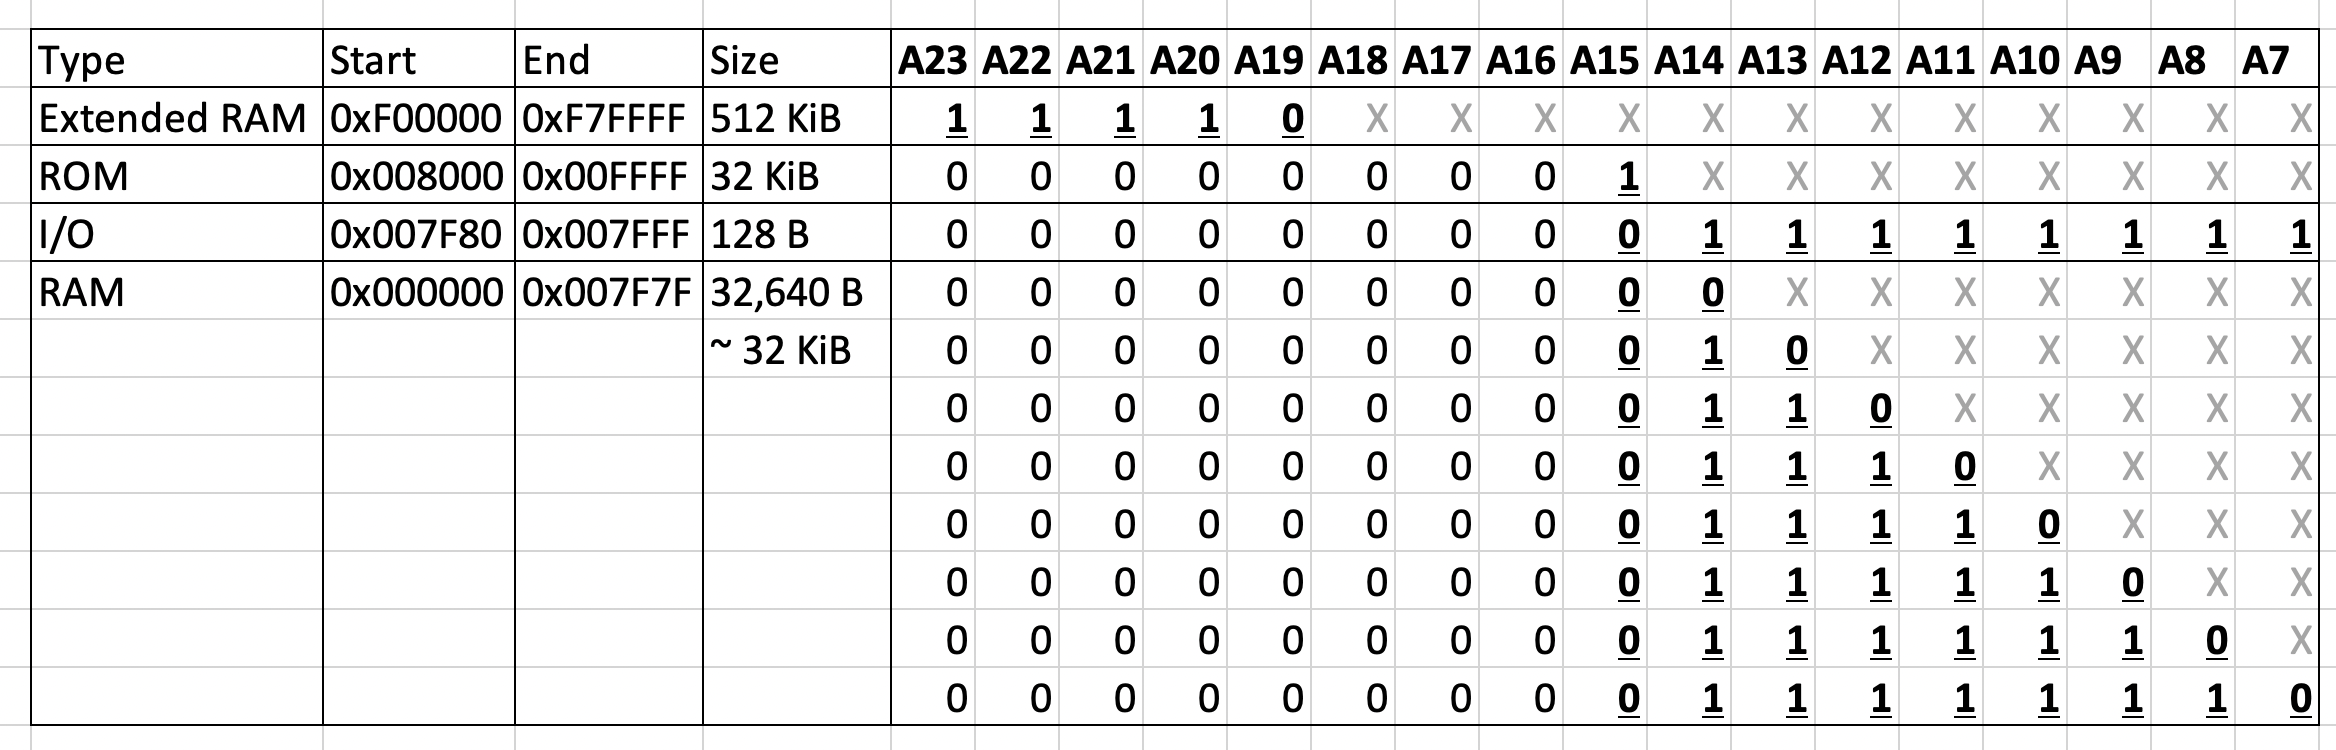 Type Start End Size A23 A22 A21 A20 A19 A18 A17 A16 A15 A14 A13 A12 A11 A10 A9 A8 A7
Extended RAM 0xF00000 0xF7FFFF 512 KiB 1 1 1 1 0 X X X X X X X X X X X X
ROM 0x008000 0x00FFFF 32 KiB 0 0 0 0 0 0 0 0 1 X X X X X X X X
I/O 0x007F80 0x007FFF 128 B 0 0 0 0 0 0 0 0 0 1 1 1 1 1 1 1 1
RAM 0x000000 0x007F7F 32,640 B 0 0 0 0 0 0 0 0 0 0 X X X X X X X
~ 32 KiB 0 0 0 0 0 0 0 0 0 1 0 X X X X X X
0 0 0 0 0 0 0 0 0 1 1 0 X X X X X
0 0 0 0 0 0 0 0 0 1 1 1 0 X X X X
0 0 0 0 0 0 0 0 0 1 1 1 1 0 X X X
0 0 0 0 0 0 0 0 0 1 1 1 1 1 0 X X
0 0 0 0 0 0 0 0 0 1 1 1 1 1 1 0 X
0 0 0 0 0 0 0 0 0 1 1 1 1 1 1 1 0